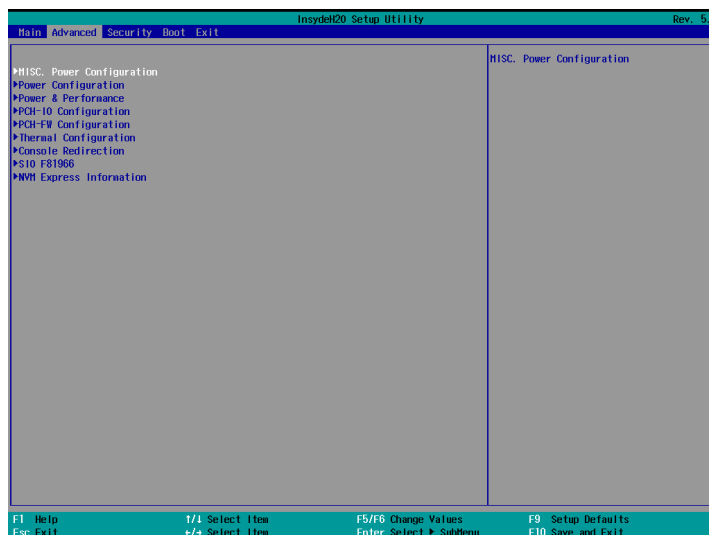 InsydeH20 Setup Utility Rev. 5.
Main Advanced Security Boot Exit
MISC. Power Configuration
▶MISC. Power Configuration
▶Power Configuration
▶Power & Performance
▶PCH-IO Configuration
▶PCH-FW Configuration
▶Thermal Configuration
▶Console Redirection
▶SIO F81966
▶NVM Express Information
F1 Help ↑/↓ Select Item F5/F6 Change Values F9 Setup Defaults
Esc Exit ←/→ Select Item Enter Select ▶ SubMenu F10 Save and Exit